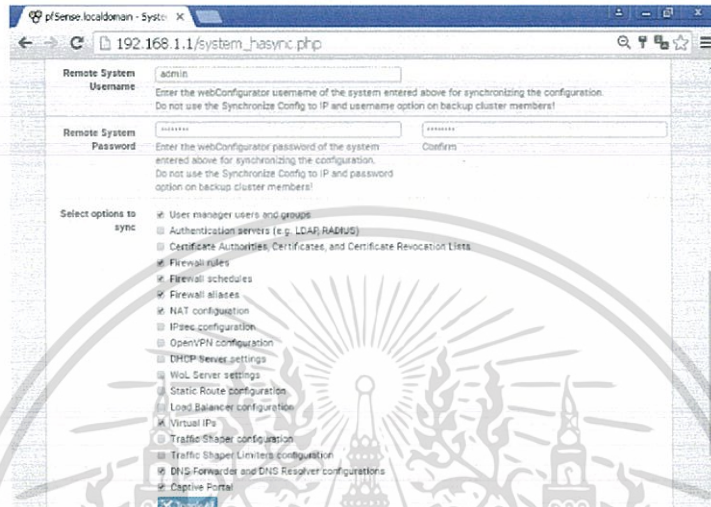 pfSense.localdomain - Syste
192.168.1.1/system_hasync.php
Remote System Username
admin
Enter the webConfigurator username of the system entered above for synchronizing the configuration.
Do not use the Synchronize Config to IP and username option on backup cluster members!
Remote System Password
******** ********
Enter the webConfigurator password of the system Confirm
entered above for synchronizing the configuration.
Do not use the Synchronize Config to IP and password
option on backup cluster members!
Select options to sync
User manager users and groups
Authentication servers (e.g. LDAP, RADIUS)
Certificate Authorities, Certificates, and Certificate Revocation Lists
Firewall rules
Firewall schedules
Firewall aliases
NAT configuration
IPsec configuration
OpenVPN configuration
DHCP Server settings
WoL Server settings
Static Route configuration
Load Balancer configuration
Virtual IPs
Traffic Shaper configuration
Traffic Shaper Limiters configuration
DNS Forwarder and DNS Resolver configurations
Captive Portal